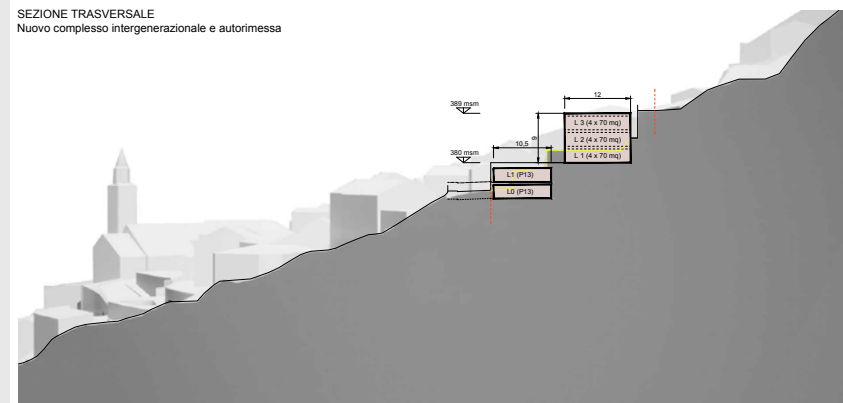 SEZIONE TRASVERSALE
Nuovo complesso intergenerazionale e autorimessa
12
389 msm
L 3 (4 x 70 mq)
9
L 2 (4 x 70 mq)
10,5
380 msm
L 1 (4 x 70 mq)
L1 (P13)
L0 (P13)